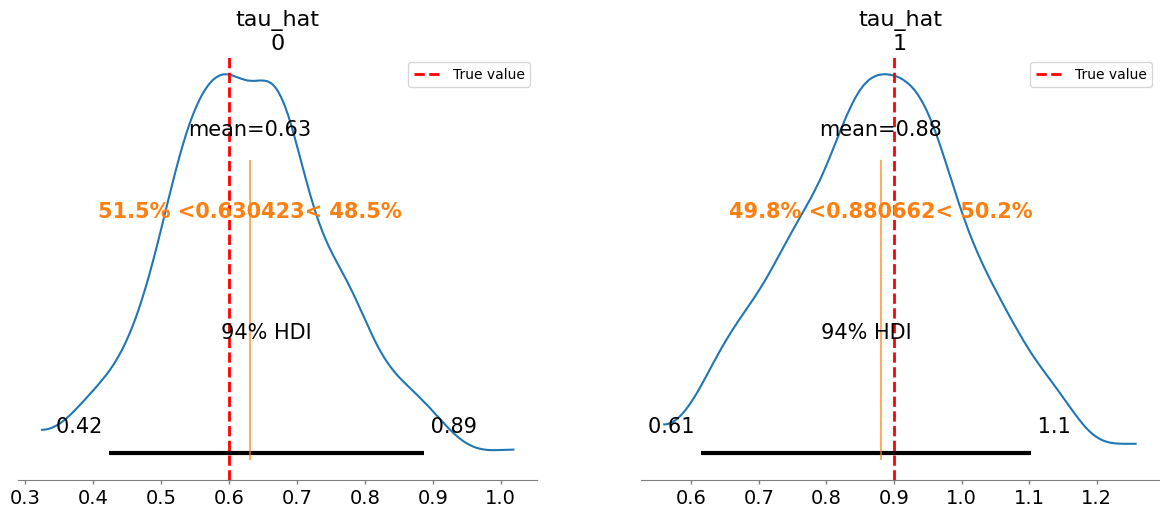 tau_hat
0
True value
mean=0.63
51.5% <0.630423< 48.5%
94% HDI
0.42 0.89
0.3 0.4 0.5 0.6 0.7 0.8 0.9 1.0
tau_hat
1
True value
mean=0.88
49.8% <0.880662< 50.2%
94% HDI
0.61 1.1
0.6 0.7 0.8 0.9 1.0 1.1 1.2